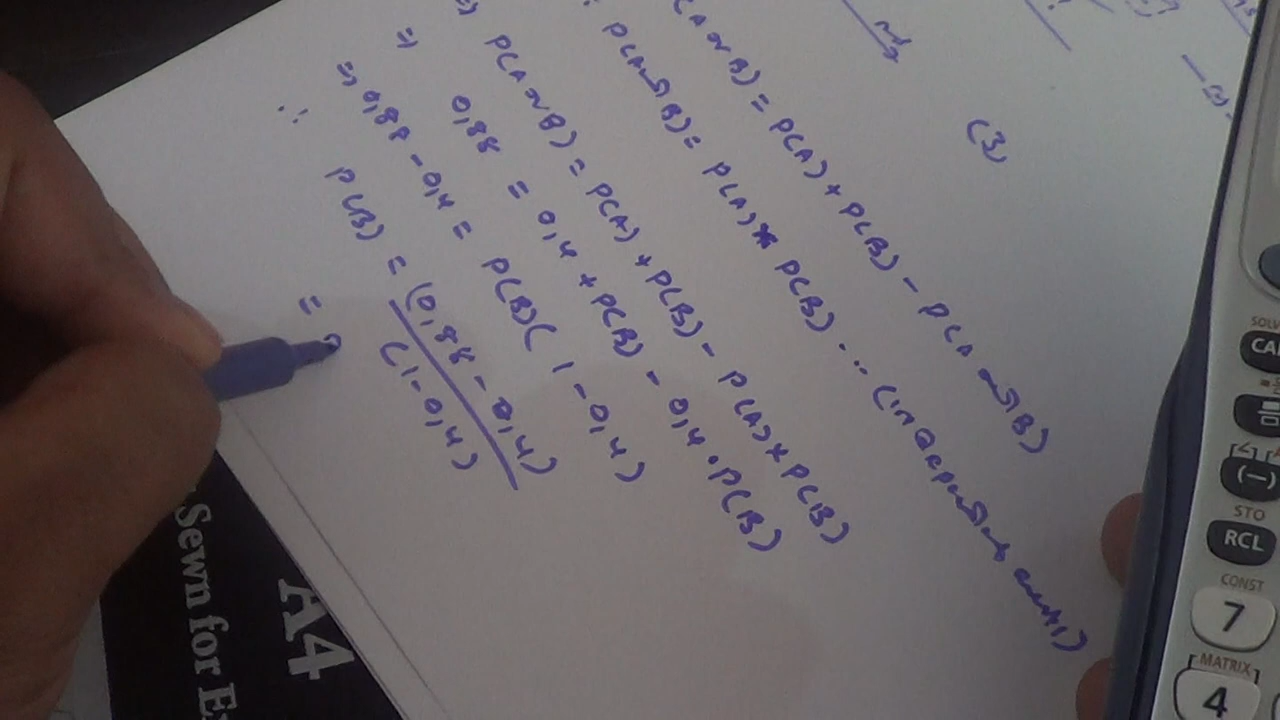 (3)
P(A or B) = P(A) + P(B) - P(A and B)
P(A and B) = P(A) * P(B) ... (independent events)
=) P(A or B) = P(A) + P(B) - P(A) * P(B)
=) 0,88 = 0,4 + P(B) - 0,4 . P(B)
=) 0,88 - 0,4 = P(B)(1 - 0,4)
∴ P(B) = (0,88 - 0,4)
(1 - 0,4)
=
A4
Sewn for
RCL
STO
CONST
7
MATRIX
4
(-)